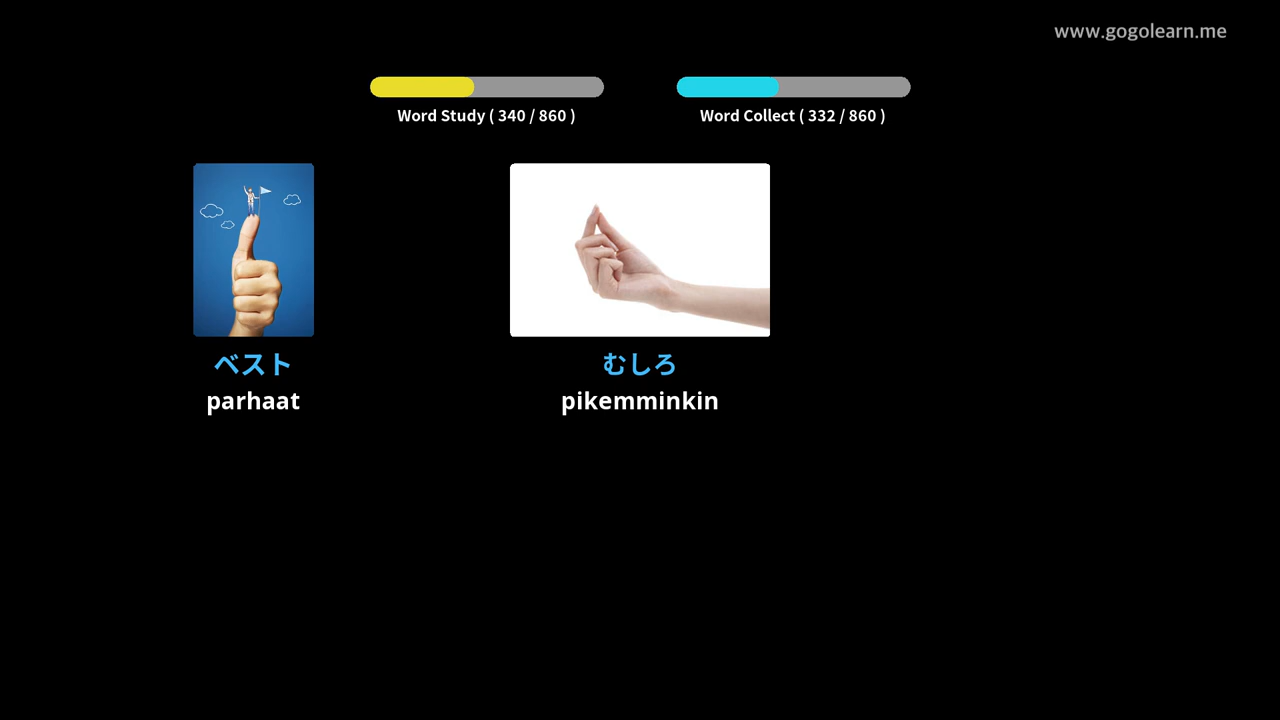 www.gogolearn.me
Word Study ( 340 / 860 )
Word Collect ( 332 / 860 )
ベスト
parhaat
むしろ
pikemminkin